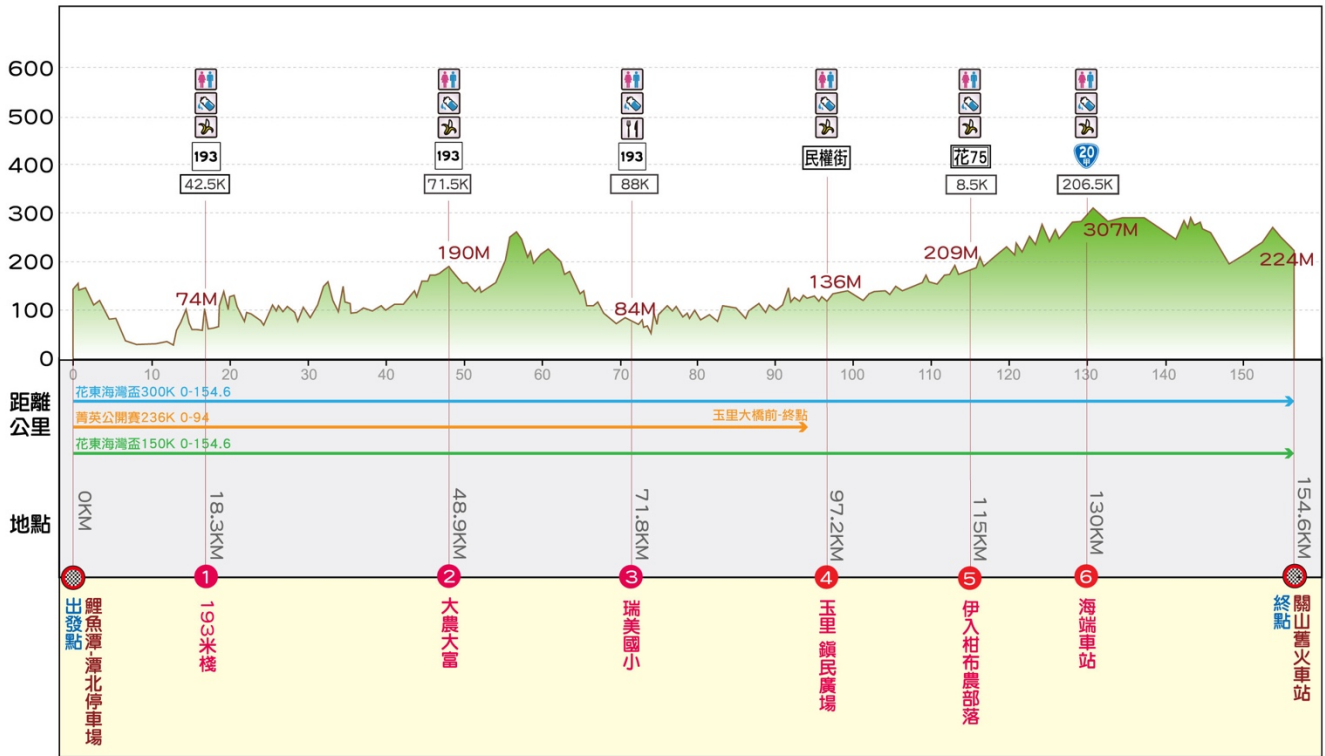 600
500
400
300
200
100
0
193
42.5K
193
71.5K
193
88K
民權街
花75
8.5K
20甲
206.5K
74M
190M
84M
136M
209M
307M
224M
0 10 20 30 40 50 60 70 80 90 100 110 120 130 140 150
距離
公里
花東海灣盃300K 0-154.6
菁英公開賽236K 0-94
玉里大橋前-終點
花東海灣盃150K 0-154.6
地點
0KM
18.3KM
48.9KM
71.8KM
97.2KM
115KM
130KM
154.6KM
1
2
3
4
5
6
出發點
鯉魚潭-潭北停車場
193米棧
大農大富
瑞美國小
玉里 鎮民廣場
伊入柑布農部落
海端車站
終點
關山舊火車站